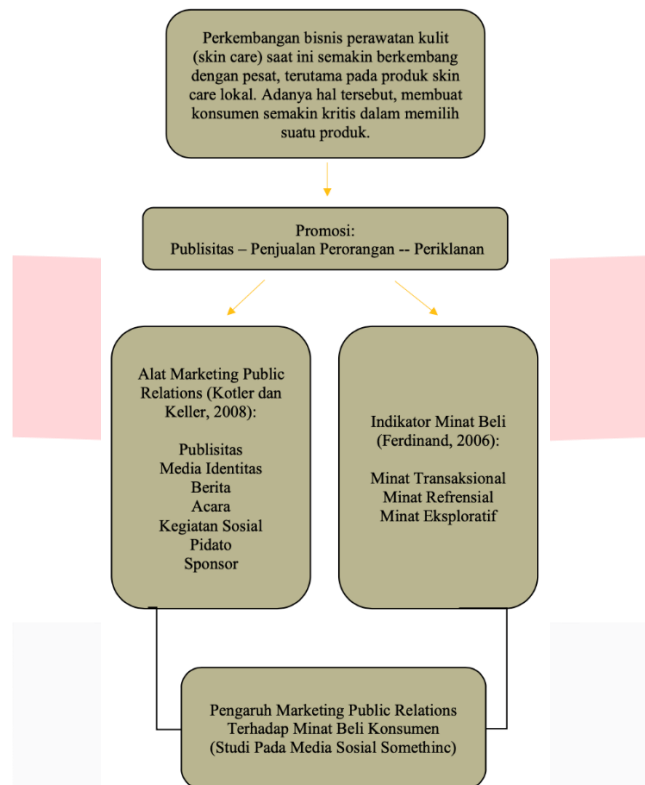 Perkembangan bisnis perawatan kulit
(skin care) saat ini semakin berkembang
dengan pesat, terutama pada produk skin
care lokal. Adanya hal tersebut, membuat
konsumen semakin kritis dalam memilih
suatu produk.
Promosi:
Publisitas – Penjualan Perorangan -- Periklanan
Alat Marketing Public
Relations (Kotler dan
Keller, 2008):
Publisitas
Media Identitas
Berita
Acara
Kegiatan Sosial
Pidato
Sponsor
Indikator Minat Beli
(Ferdinand, 2006):
Minat Transaksional
Minat Refrensial
Minat Eksploratif
Pengaruh Marketing Public Relations
Terhadap Minat Beli Konsumen
(Studi Pada Media Sosial Somethinc)